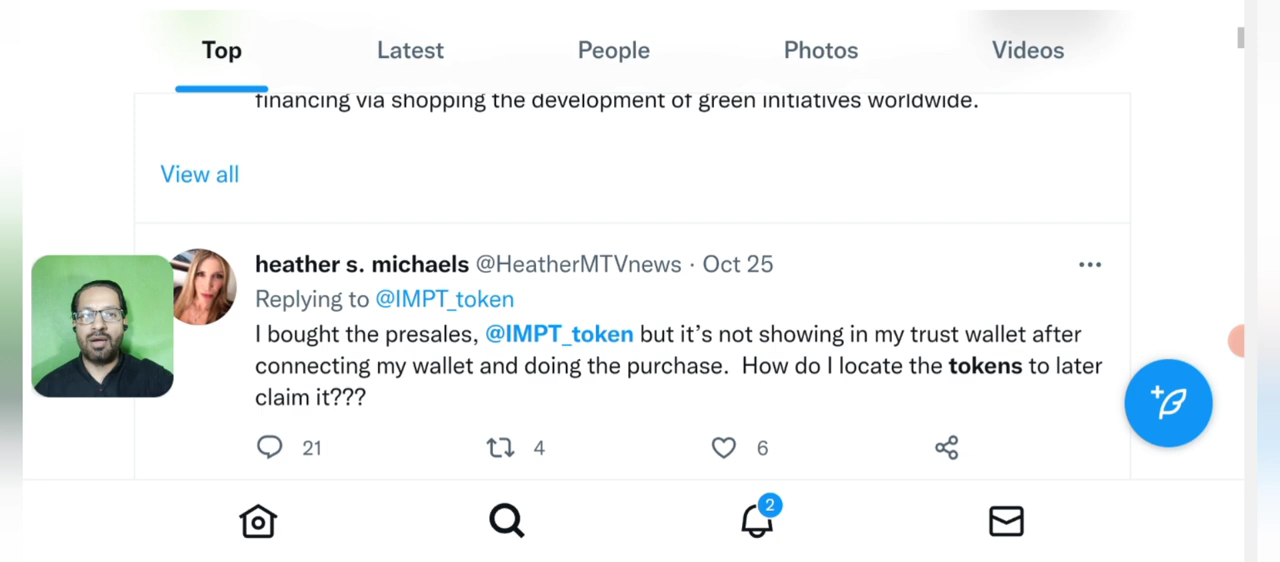 Top Latest People Photos Videos
financing via shopping the development of green initiatives worldwide.
View all
heather s. michaels @HeatherMTVnews · Oct 25
Replying to @IMPT_token
I bought the presales, @IMPT_token but it's not showing in my trust wallet after
connecting my wallet and doing the purchase.  How do I locate the tokens to later
claim it???
21 4 6
2